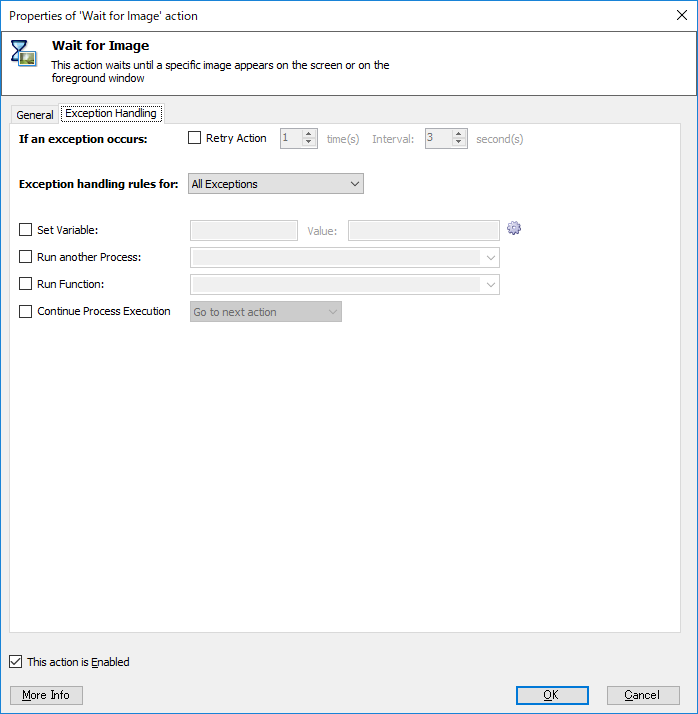 Properties of 'Wait for Image' action
Wait for Image
This action waits until a specific image appears on the screen or on the
foreground window
General Exception Handling
If an exception occurs: Retry Action 1 time(s) Interval: 3 second(s)
Exception handling rules for: All Exceptions
Set Variable: Value:
Run another Process:
Run Function:
Continue Process Execution Go to next action
This action is Enabled
More Info OK Cancel